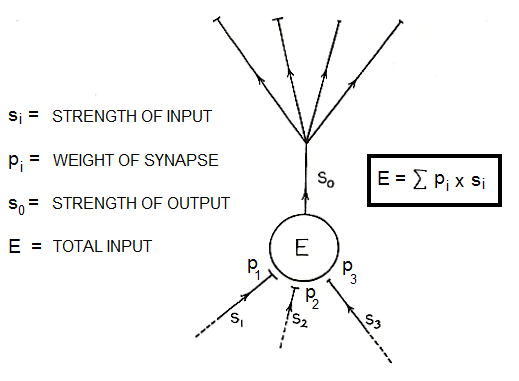 sᵢ = STRENGTH OF INPUT
pᵢ = WEIGHT OF SYNAPSE
s₀ = STRENGTH OF OUTPUT
E = TOTAL INPUT
S₀
E = ∑ pᵢ x sᵢ
E
p₁
p₂
p₃
S₁
S₂
S₃